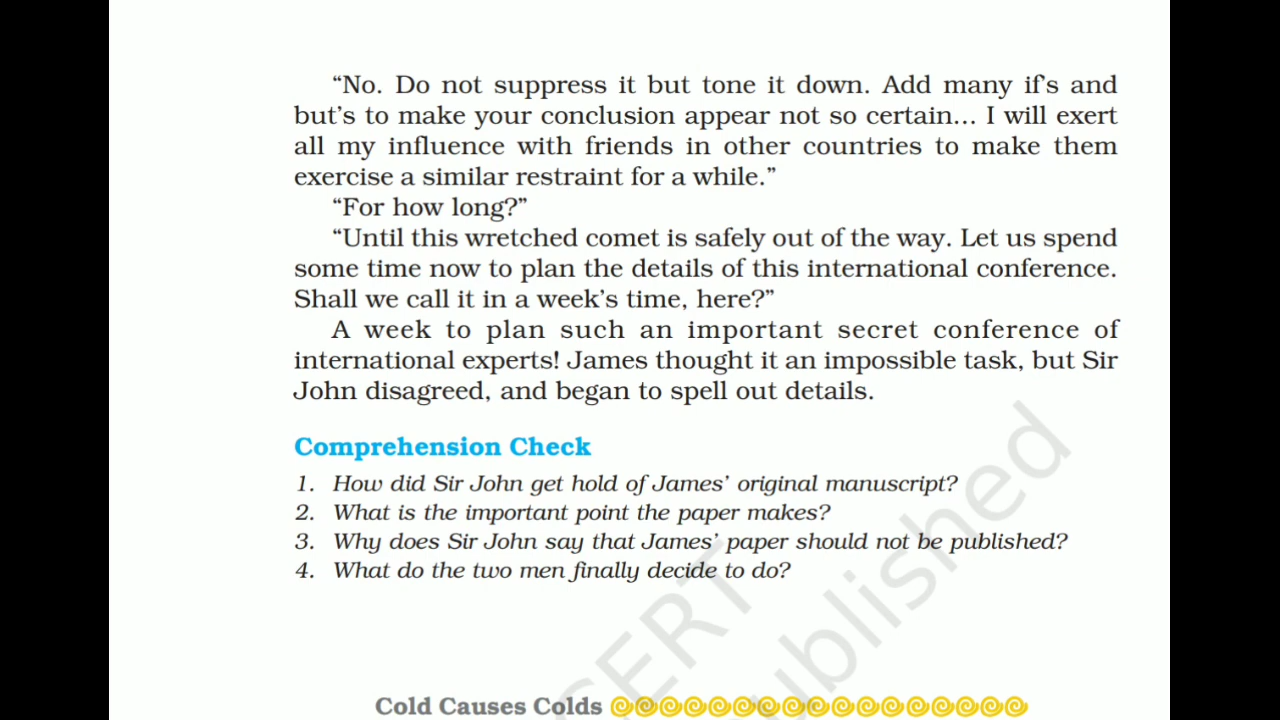 “No. Do not suppress it but tone it down. Add many if's and
but's to make your conclusion appear not so certain... I will exert
all my influence with friends in other countries to make them
exercise a similar restraint for a while.”
“For how long?”
“Until this wretched comet is safely out of the way. Let us spend
some time now to plan the details of this international conference.
Shall we call it in a week's time, here?”
A week to plan such an important secret conference of
international experts! James thought it an impossible task, but Sir
John disagreed, and began to spell out details.
Comprehension Check
1. How did Sir John get hold of James' original manuscript?
2. What is the important point the paper makes?
3. Why does Sir John say that James' paper should not be published?
4. What do the two men finally decide to do?
Cold Causes Colds